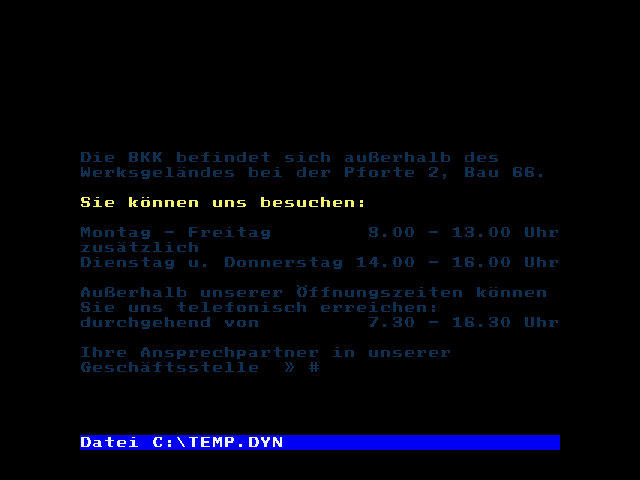 Die BKK befindet sich außerhalb des
Werksgeländes bei der Pforte 2, Bau 66.
Sie können uns besuchen:
Montag - Freitag 8.00 - 13.00 Uhr
zusätzlich
Dienstag u. Donnerstag 14.00 - 16.00 Uhr
Außerhalb unserer Öffnungszeiten können
Sie uns telefonisch erreichen:
durchgehend von 7.30 - 16.30 Uhr
Ihre Ansprechpartner in unserer
Geschäftsstelle » #
Datei C:\TEMP.DYN